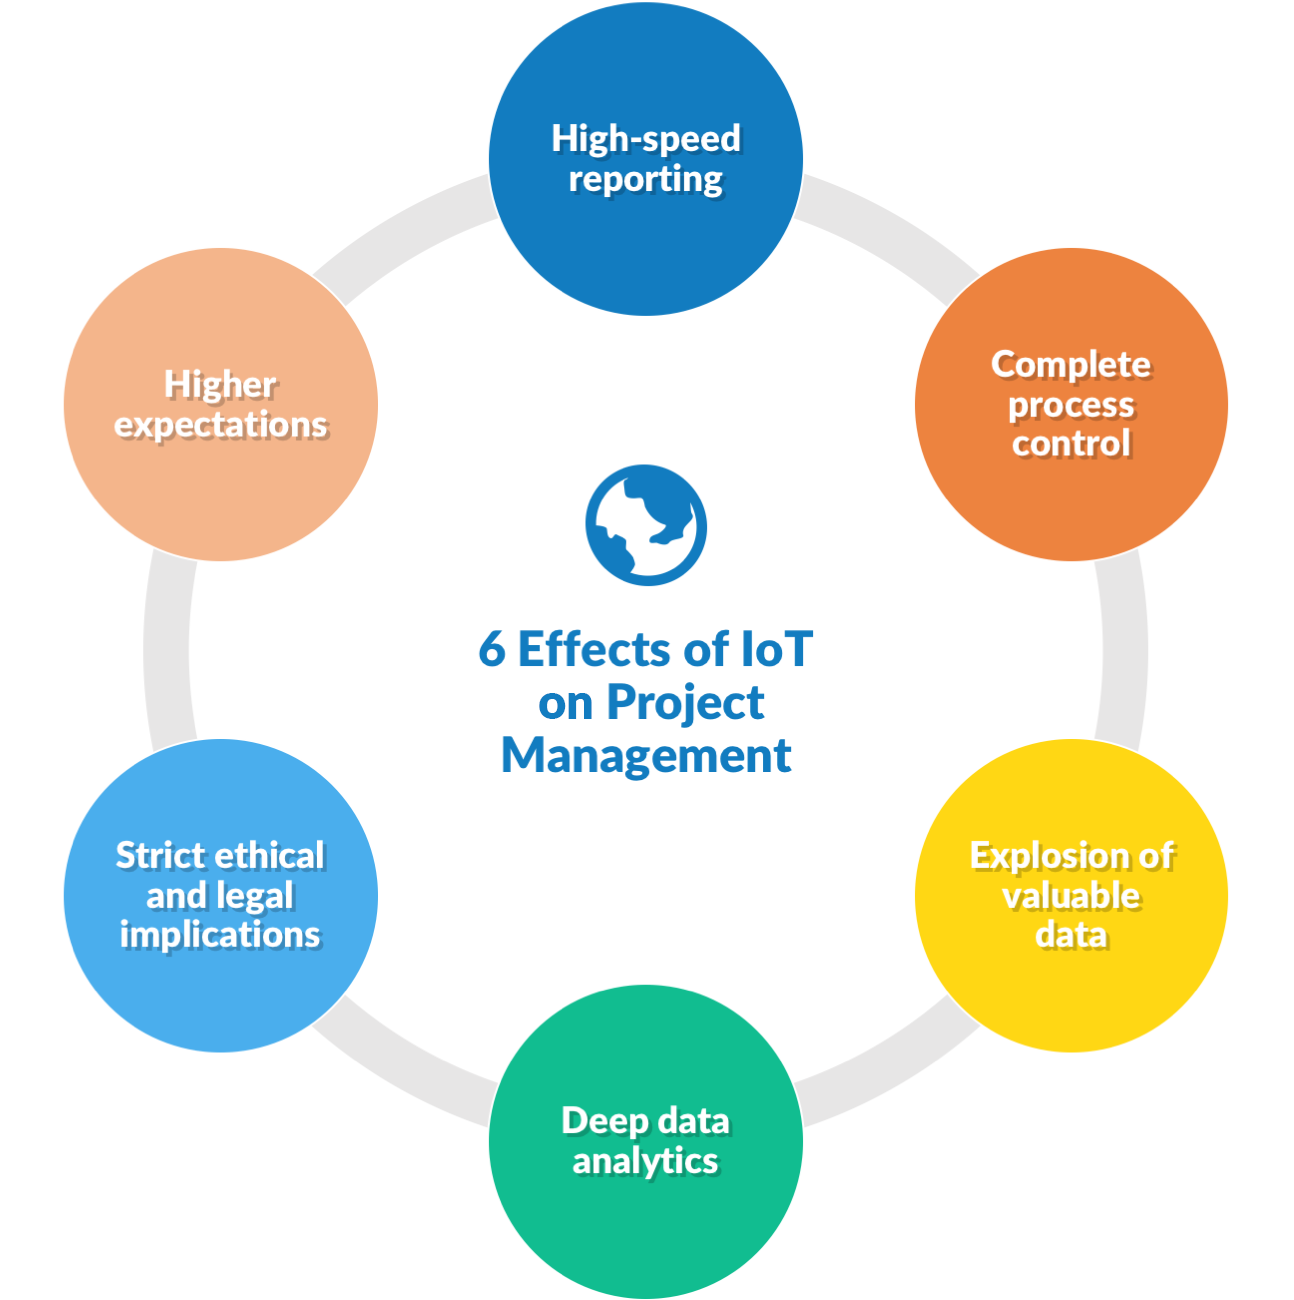 High-speed
reporting
Complete
process
control
Explosion of
valuable
data
Deep data
analytics
Strict ethical
and legal
implications
Higher
expectations
6 Effects of IoT
on Project
Management